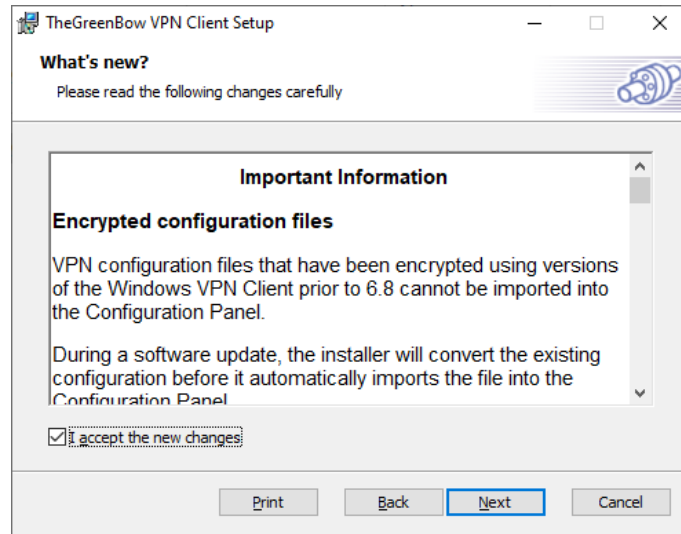 TheGreenBow VPN Client Setup
What's new?
Please read the following changes carefully
Important Information
Encrypted configuration files
VPN configuration files that have been encrypted using versions
of the Windows VPN Client prior to 6.8 cannot be imported into
the Configuration Panel.
During a software update, the installer will convert the existing
configuration before it automatically imports the file into the
Configuration Panel
I accept the new changes
Print Back Next Cancel